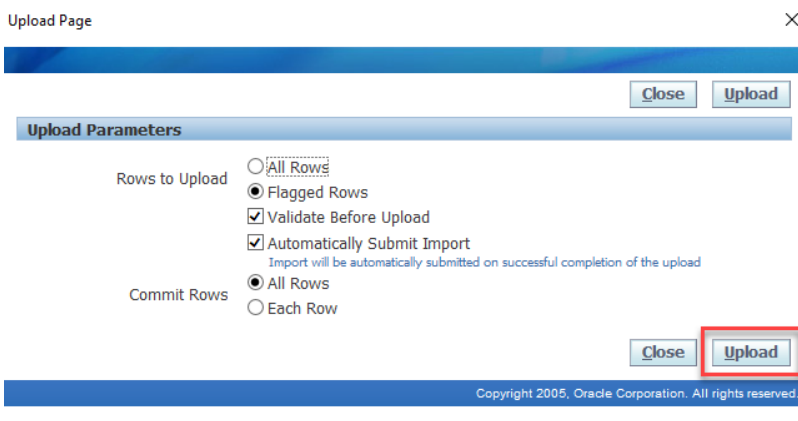 Upload Page
Close Upload
Upload Parameters
Rows to Upload
All Rows
Flagged Rows
Validate Before Upload
Automatically Submit Import
Import will be automatically submitted on successful completion of the upload
Commit Rows
All Rows
Each Row
Close Upload
Copyright 2005, Oracle Corporation. All rights reserved.